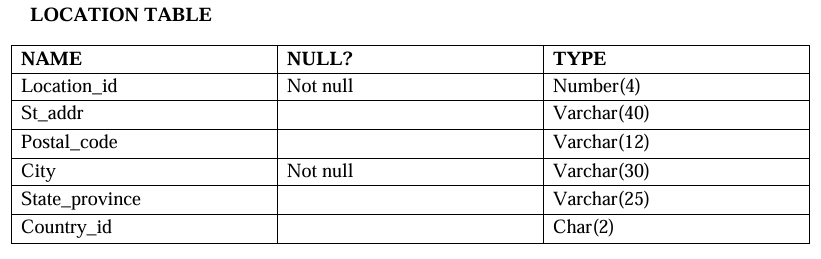 LOCATION TABLE
NAME NULL? TYPE
Location_id Not null Number(4)
St_addr Varchar(40)
Postal_code Varchar(12)
City Not null Varchar(30)
State_province Varchar(25)
Country_id Char(2)